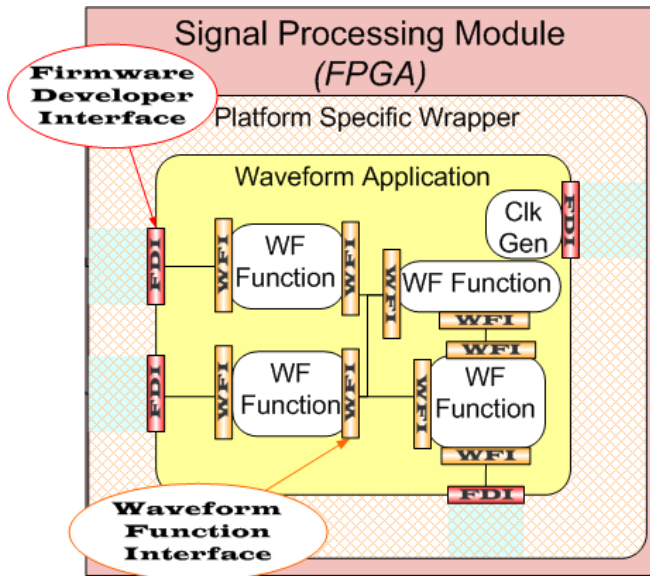 Signal Processing Module
(FPGA)
Firmware
Developer
Interface
Platform Specific Wrapper
Waveform Application
Clk
Gen
FDI
FDI
WFI
WF
Function
WFI
WFI
WF Function
WFI
WFI
FDI
WFI
WF
Function
WFI
WFI
WF
Function
WFI
FDI
Waveform
Function
Interface